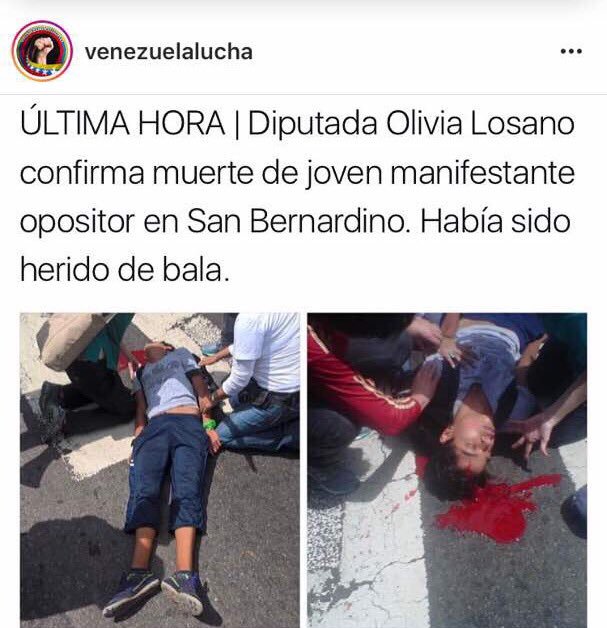 venezuelalucha
ÚLTIMA HORA | Diputada Olivia Losano
confirma muerte de joven manifestante
opositor en San Bernardino. Había sido
herido de bala.